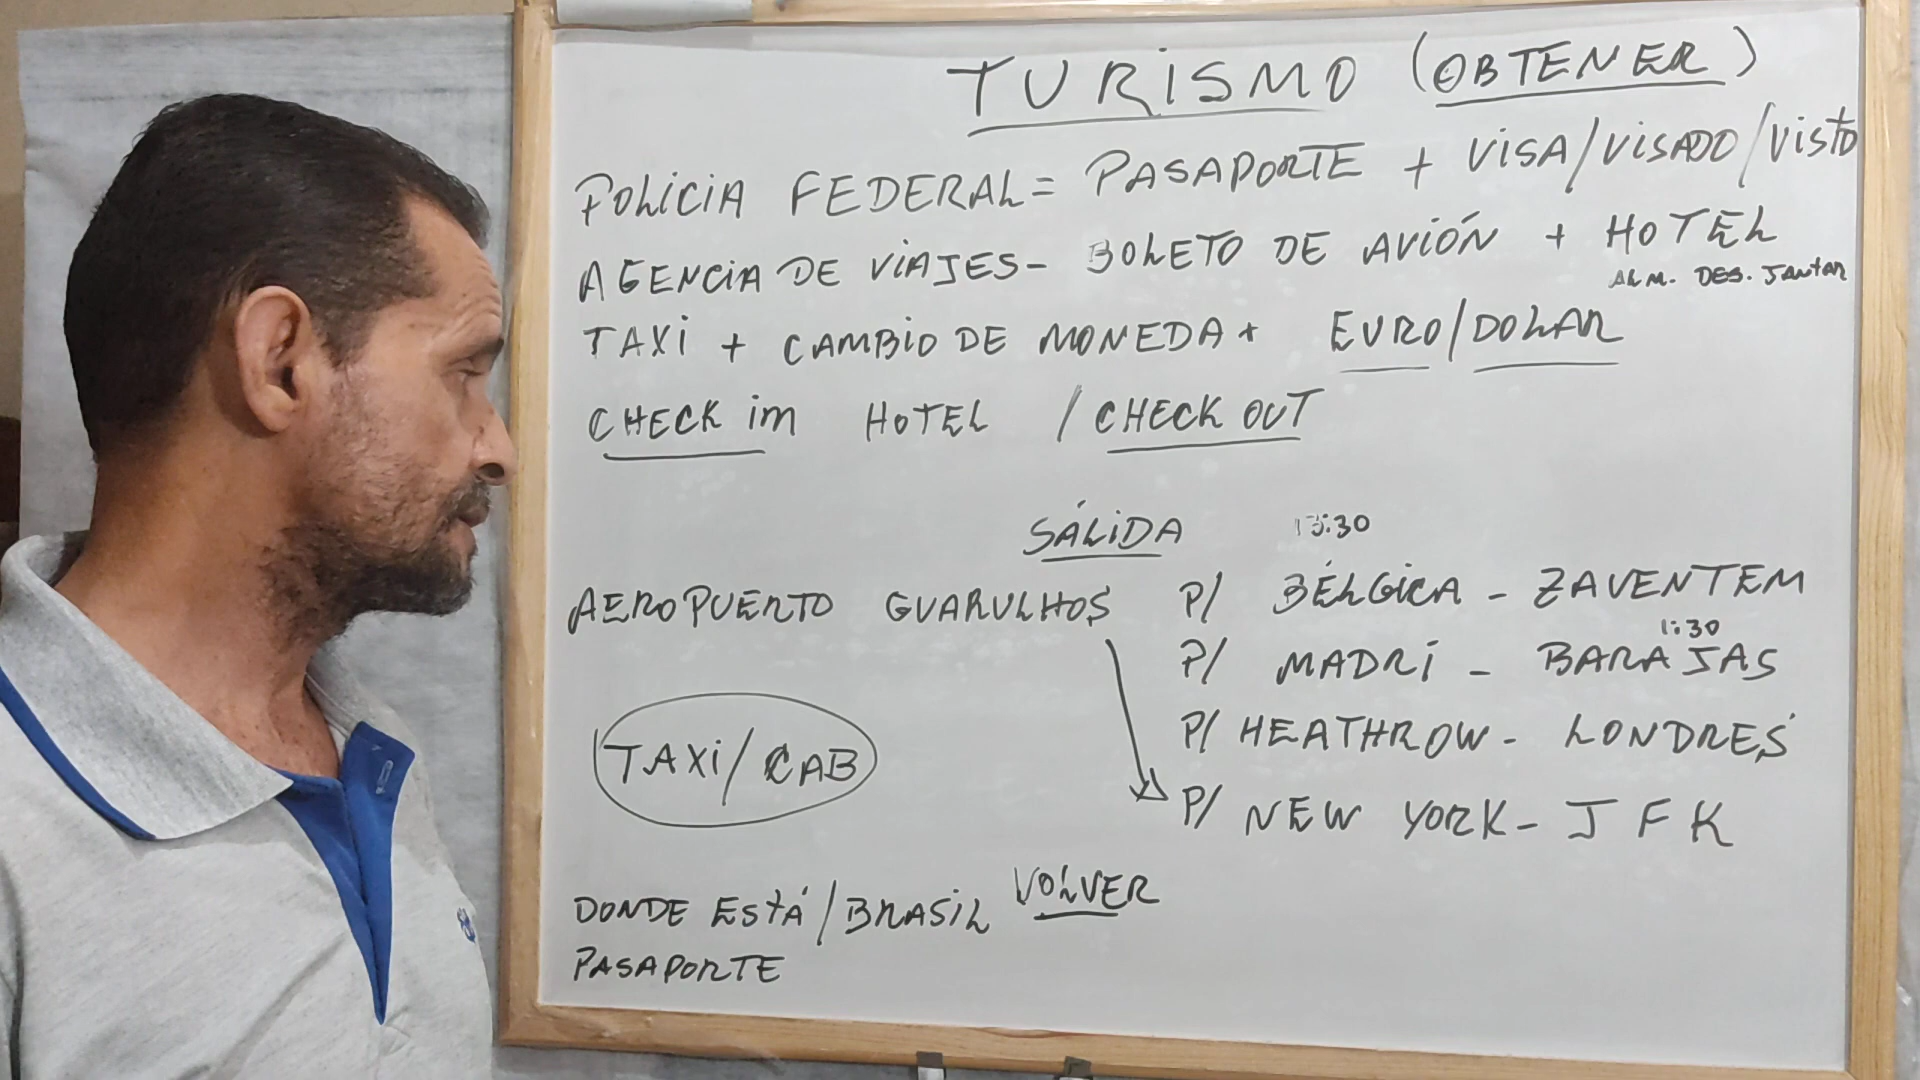 TURISMO (OBTENER)
POLICIA FEDERAL = PASAPORTE + VISA/VISADO/VISTO
AGENCIA DE VIAJES - BOLETO DE AVIÓN + HOTEL
ALM. DES. JANTAR
TAXI + CAMBIO DE MONEDA + EURO/DOLAR
CHECK im HOTEL / CHECK OUT
SÁLIDA 13:30
AEROPUERTO GUARULHOS P/ BÉLGICA - ZAVENTEM
1:30
P/ MADRI - BARAJAS
P/ HEATHROW - LONDRES
TAXI/CAB
P/ NEW YORK - JFK
DONDE ESTÁ/BRASIL VOLVER
PASAPORTE